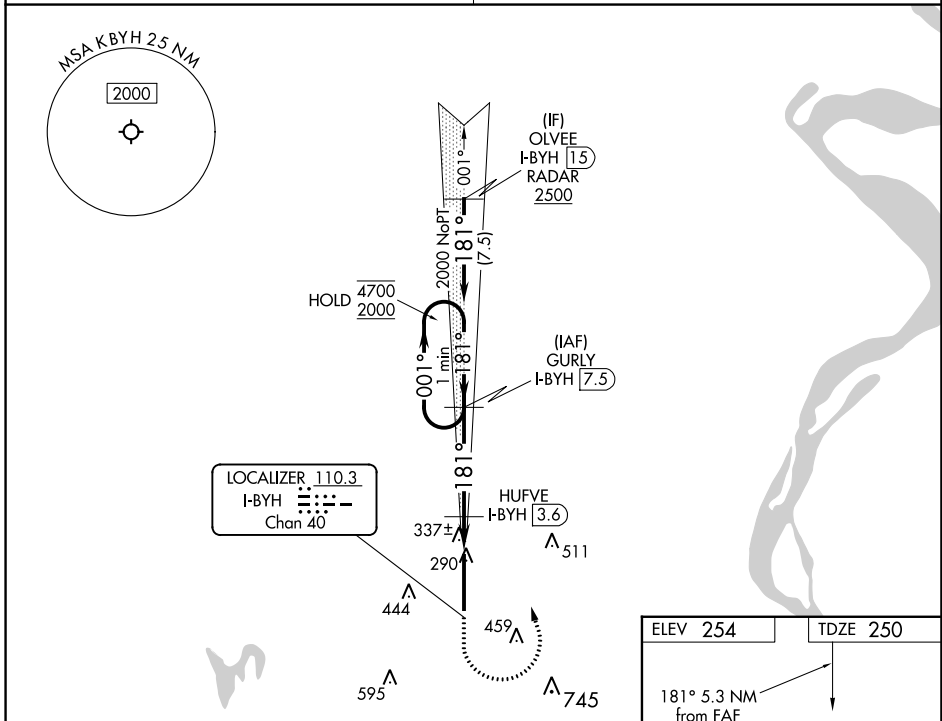 MSA KBYH 25 NM
2000
(IF)
OLVEE
I-BYH 15
RADAR
2500
001°
2000 NoPT
181°
(7.5)
HOLD 4700
2000
001°
1 min
181°
(IAF)
GURLY
I-BYH 7.5
181°
LOCALIZER 110.3
I-BYH
Chan 40
HUFVE
I-BYH 3.6
337±
511
290
444
459
595
745
ELEV 254
TDZE 250
181° 5.3 NM
from FAF